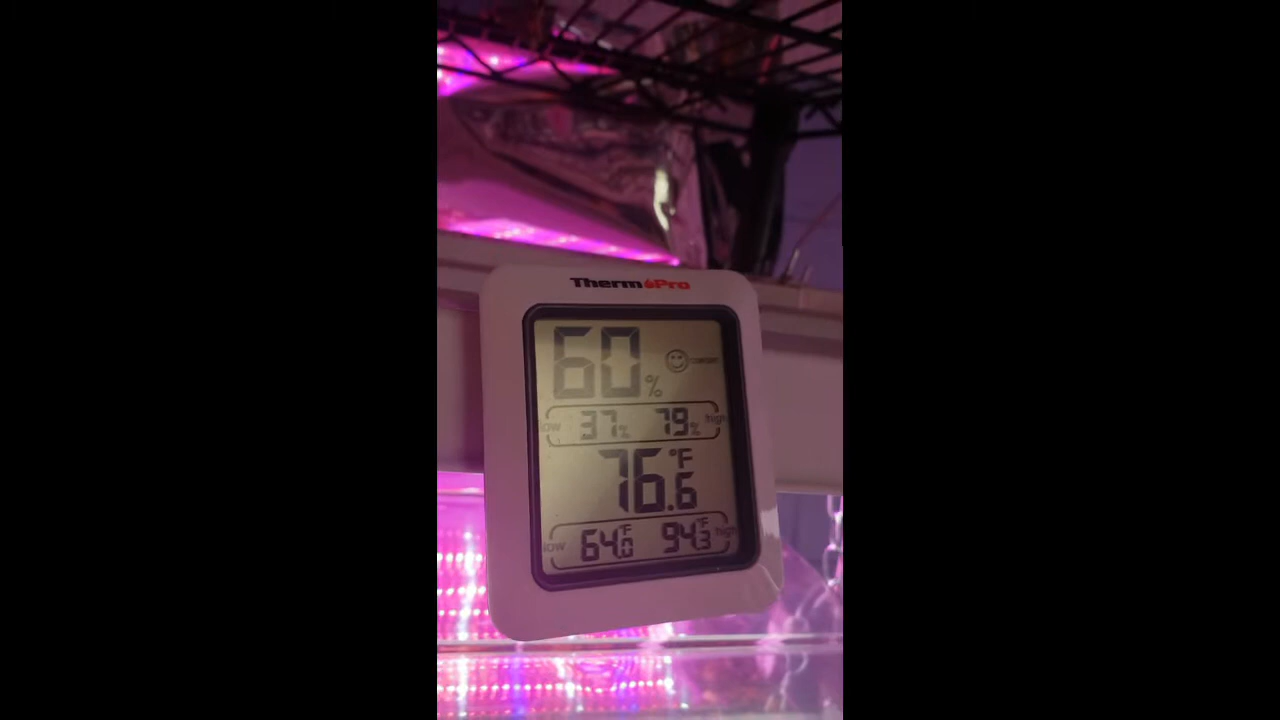 ThermoPro
60%
COMFORT
low 37% 79% high
76.6°F
low 64.0°F 94.3°F high